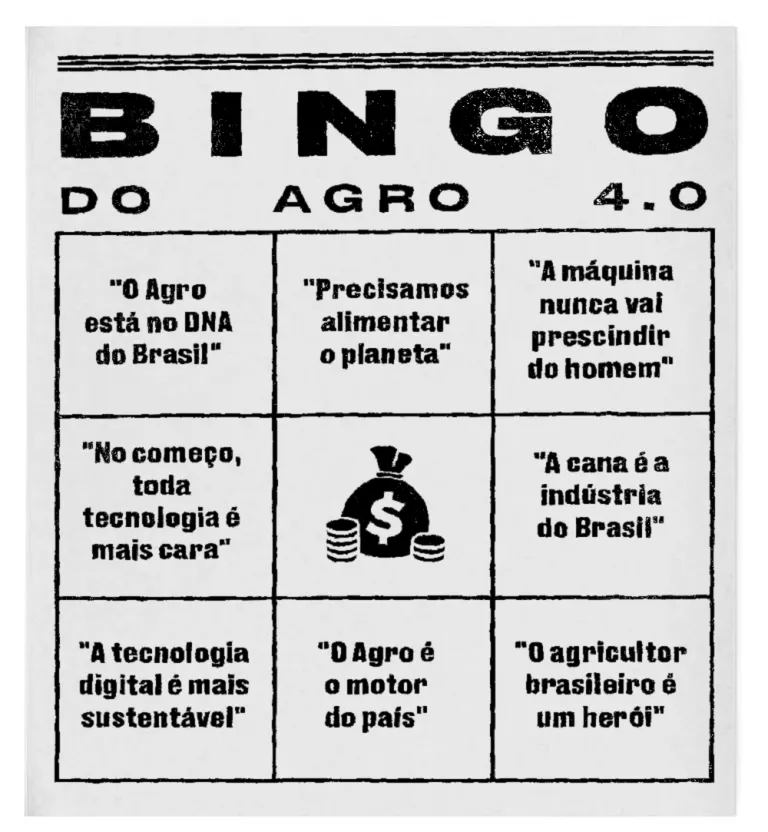 BINGO
DO AGRO 4.0
"O Agro
está no DNA
do Brasil"
"Precisamos
alimentar
o planeta"
"A máquina
nunca vai
prescindir
do homem"
"No começo,
toda
tecnologia é
mais cara"
$
"A cana é a
indústria
do Brasil"
"A tecnologia
digital é mais
sustentável"
"O Agro é
o motor
do país"
"O agricultor
brasileiro é
um herói"